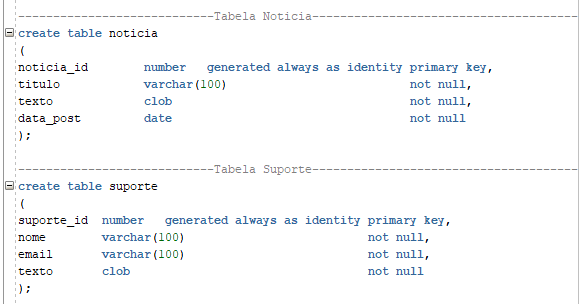 ----------------------------Tabela Noticia----------------------------------------
create table noticia
(
noticia_id number generated always as identity primary key,
titulo varchar(100) not null,
texto clob not null,
data_post date not null
);
----------------------------Tabela Suporte----------------------------------------
create table suporte
(
suporte_id number generated always as identity primary key,
nome varchar(100) not null,
email varchar(100) not null,
texto clob not null
);